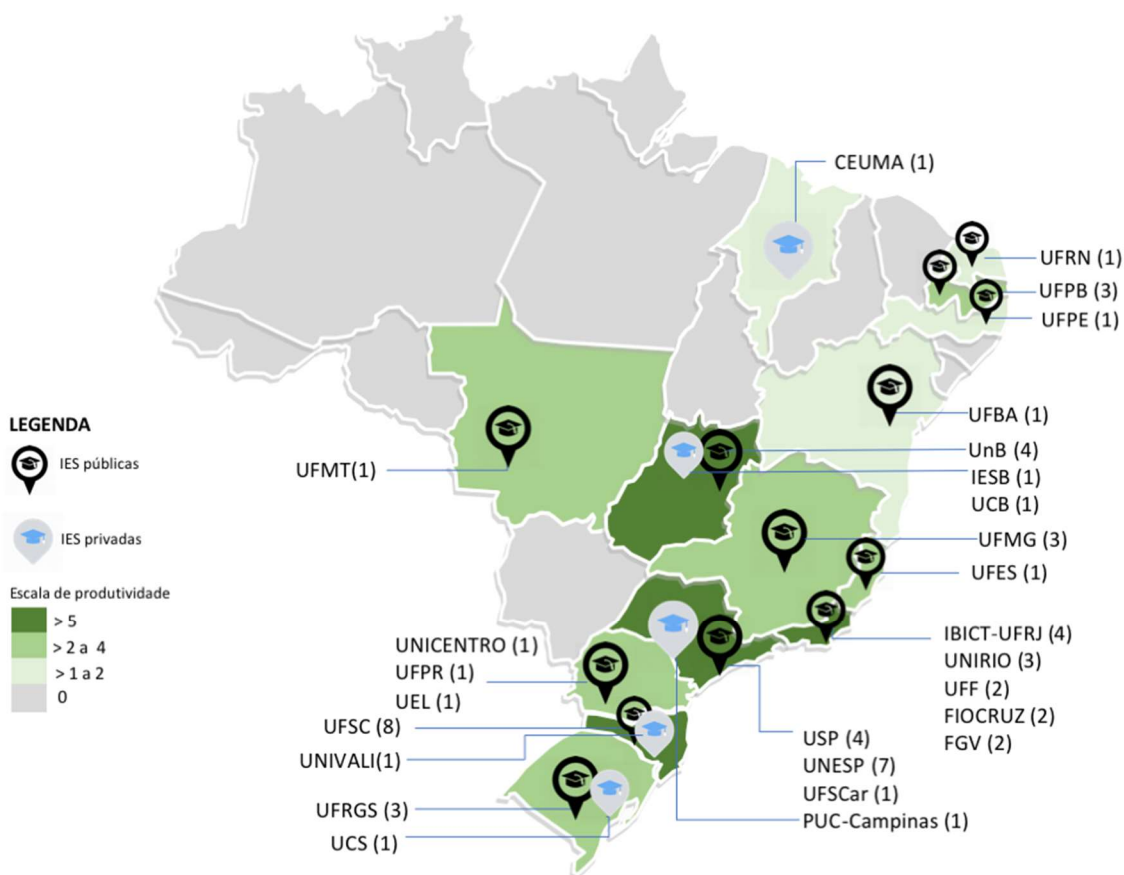 CEUMA (1)
UFRN (1)
UFPB (3)
UFPE (1)
UFBA (1)
UnB (4)
IESB (1)
UCB (1)
UFMG (3)
UFES (1)
IBICT-UFRJ (4)
UNIRIO (3)
UFF (2)
FIOCRUZ (2)
FGV (2)
USP (4)
UNESP (7)
UFSCar (1)
PUC-Campinas (1)
UFMT(1)
UNICENTRO (1)
UFPR (1)
UEL (1)
UFSC (8)
UNIVALI(1)
UFRGS (3)
UCS (1)
LEGENDA
IES públicas
IES privadas
Escala de produtividade
> 5
> 2 a 4
> 1 a 2
0